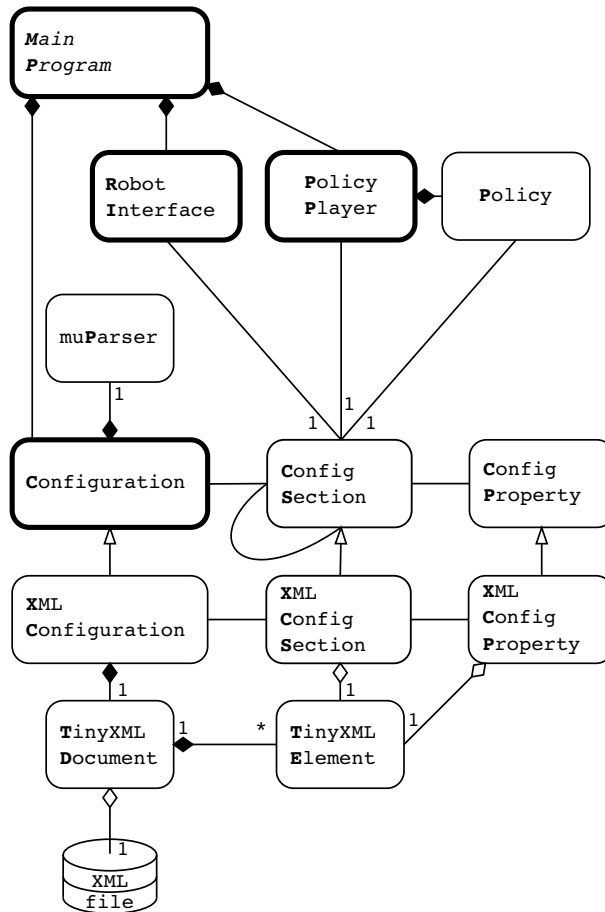 Main
Program
Robot
Interface
Policy
Player
Policy
muParser
1
1
1
1
Configuration
Config
Section
Config
Property
XML
Configuration
XML
Config
Section
XML
Config
Property
1
1
1
TinyXML
Document
1
*
TinyXML
Element
1
XML
file